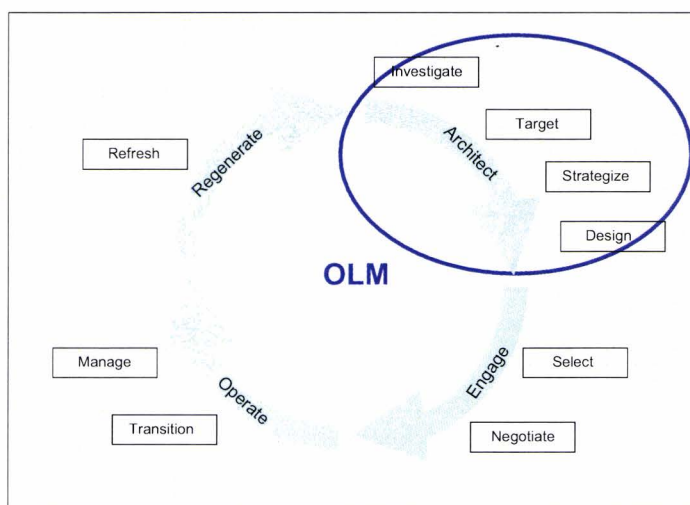 Investigate
Target
Architect
Strategize
Design
Refresh
Regenerate
OLM
Select
Engage
Negotiate
Manage
Operate
Transition